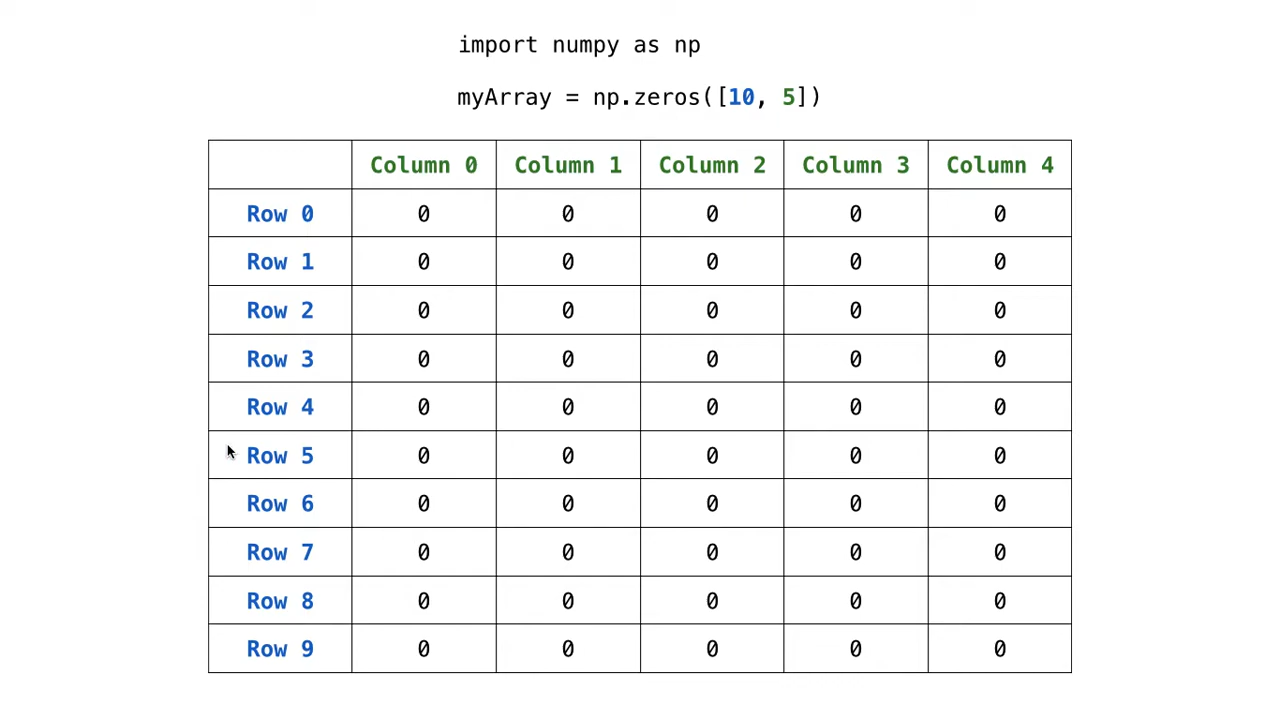 import numpy as np
myArray = np.zeros([10, 5])
Column 0 Column 1 Column 2 Column 3 Column 4
Row 0 0 0 0 0 0
Row 1 0 0 0 0 0
Row 2 0 0 0 0 0
Row 3 0 0 0 0 0
Row 4 0 0 0 0 0
Row 5 0 0 0 0 0
Row 6 0 0 0 0 0
Row 7 0 0 0 0 0
Row 8 0 0 0 0 0
Row 9 0 0 0 0 0